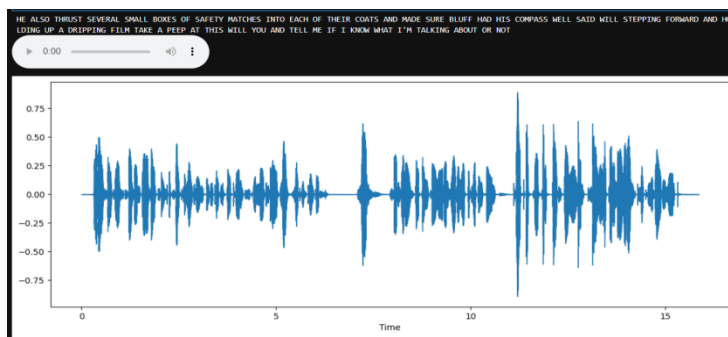 HE ALSO THRUST SEVERAL SMALL BOXES OF SAFETY MATCHES INTO EACH OF THEIR COATS AND MADE SURE BLUFF HAD HIS COMPASS WELL SAID WILL STEPPING FORWARD AND HO
LDING UP A DRIPPING FILM TAKE A PEEP AT THIS WILL YOU AND TELL ME IF I KNOW WHAT I'M TALKING ABOUT OR NOT
0:00
0.75
0.50
0.25
0.00
-0.25
-0.50
-0.75
0 5 10 15
Time